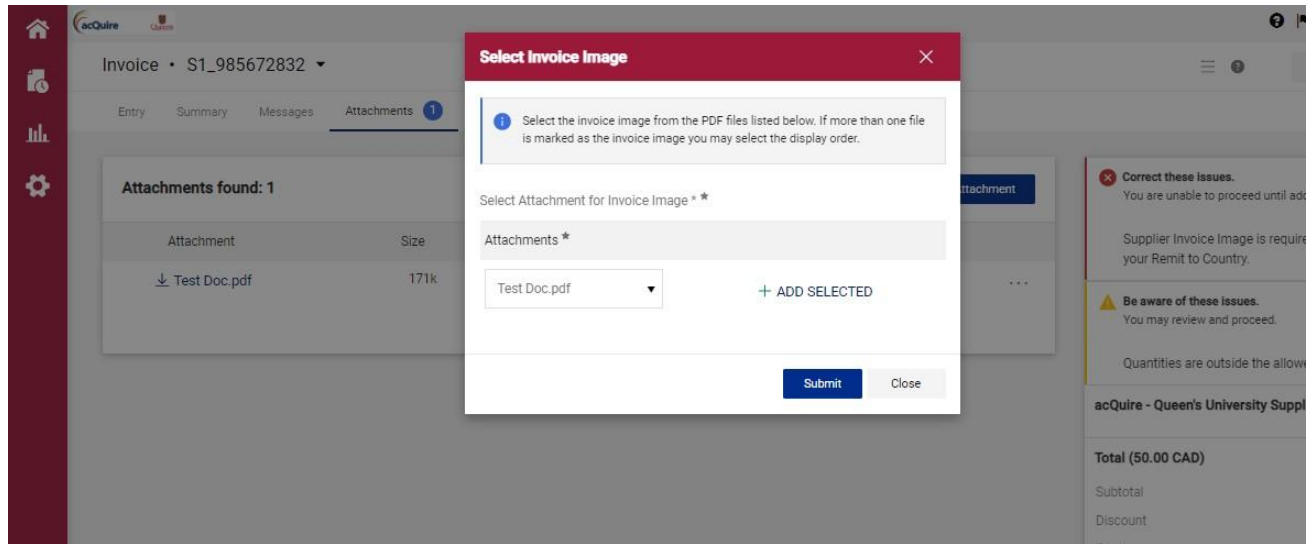 acQuire Queen's
Invoice • S1_985672832
Entry Summary Messages Attachments 1
Attachments found: 1
Attachment Size
Test Doc.pdf 171k
...
Select Invoice Image
Select the invoice image from the PDF files listed below. If more than one file
is marked as the invoice image you may select the display order.
Select Attachment for Invoice Image * ★
Attachments ★
Test Doc.pdf + ADD SELECTED
Submit Close
ttachment
Correct these issues.
You are unable to proceed until add
Supplier Invoice Image is require
your Remit to Country.
Be aware of these issues.
You may review and proceed.
Quantities are outside the allowe
acQuire - Queen's University Suppl
Total (50.00 CAD)
Subtotal
Discount